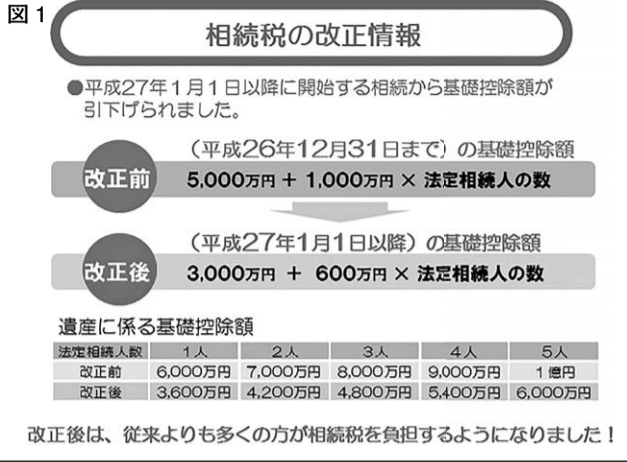 図1
相続税の改正情報
●平成27年1月1日以降に開始する相続から基礎控除額が
引下げられました。
（平成26年12月31日まで）の基礎控除額
改正前 5,000万円 + 1,000万円 × 法定相続人の数
（平成27年1月1日以降）の基礎控除額
改正後 3,000万円 + 600万円 × 法定相続人の数
遺産に係る基礎控除額
法定相続人数 1人 2人 3人 4人 5人
改正前 6,000万円 7,000万円 8,000万円 9,000万円 1億円
改正後 3,600万円 4,200万円 4,800万円 5,400万円 6,000万円
改正後は、従来よりも多くの方が相続税を負担するようになりました！